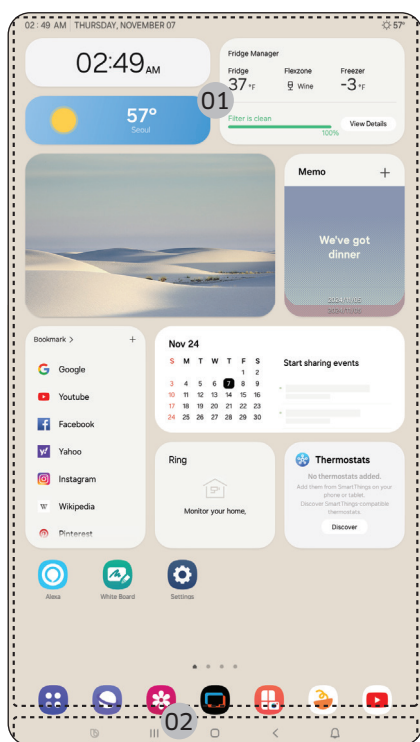 02 : 49 AM | THURSDAY, NOVEMBER 07 57°
02:49 AM
Fridge Manager
Fridge Flexzone Freezer
37 °F Wine -3 °F
Filter is clean
100%
View Details
57°
Seoul
01
Memo +
We've got
dinner
2024/11/05
Bookmark > +
Google
Youtube
Facebook
Yahoo
Instagram
Wikipedia
Pinterest
Nov 24
S M T W T F S
1 2
3 4 5 6 7 8 9
10 11 12 13 14 15 16
17 18 19 20 21 22 23
24 25 26 27 28 29 30
Start sharing events
Ring
Monitor your home,
Thermostats
No thermostats added.
Add them from SmartThings on your
phone or tablet.
Discover SmartThings compatible
thermostats.
Discover
Alexa
White Board
Settings
02